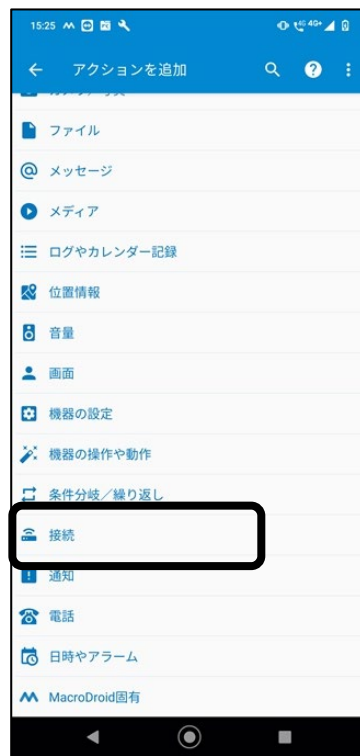 15:25
4G 4G+
アクションを追加
ファイル
メッセージ
メディア
ログやカレンダー記録
位置情報
音量
画面
機器の設定
機器の操作や動作
条件分岐／繰り返し
接続
通知
電話
日時やアラーム
MacroDroid固有